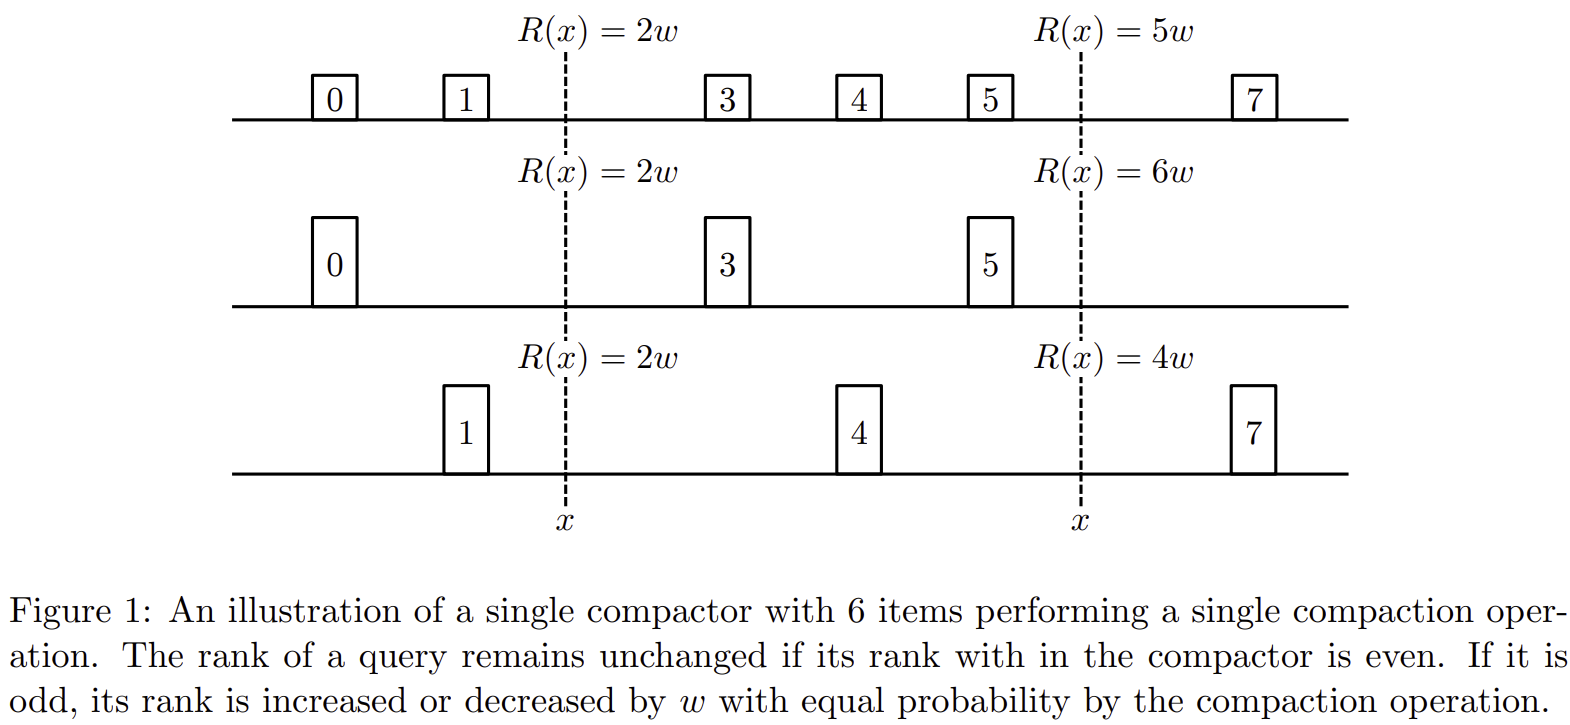 R(x) = 2w R(x) = 5w
0 1 3 4 5 7
R(x) = 2w R(x) = 6w
0 3 5
R(x) = 2w R(x) = 4w
1 4 7
x x
Figure 1: An illustration of a single compactor with 6 items performing a single compaction oper-
ation. The rank of a query remains unchanged if its rank with in the compactor is even. If it is
odd, its rank is increased or decreased by w with equal probability by the compaction operation.